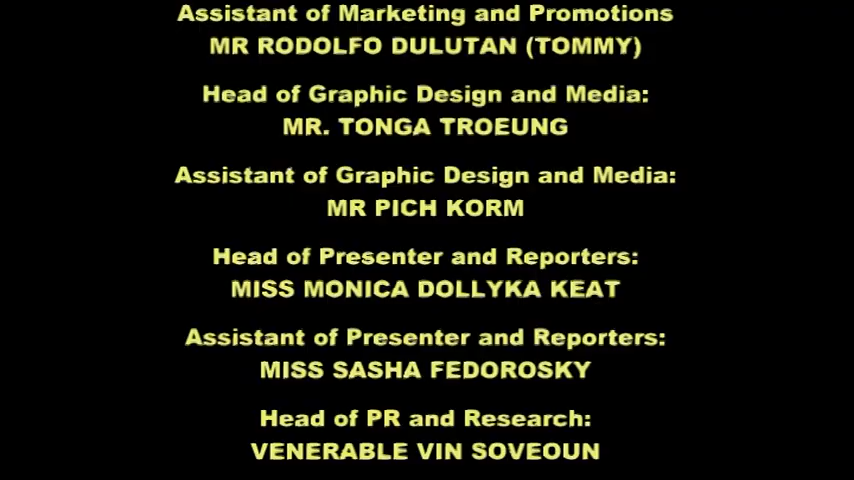 Assistant of Marketing and Promotions
MR RODOLFO DULUTAN (TOMMY)
Head of Graphic Design and Media:
MR. TONGA TROEUNG
Assistant of Graphic Design and Media:
MR PICH KORM
Head of Presenter and Reporters:
MISS MONICA DOLLYKA KEAT
Assistant of Presenter and Reporters:
MISS SASHA FEDOROSKY
Head of PR and Research:
VENERABLE VIN SOVEOUN